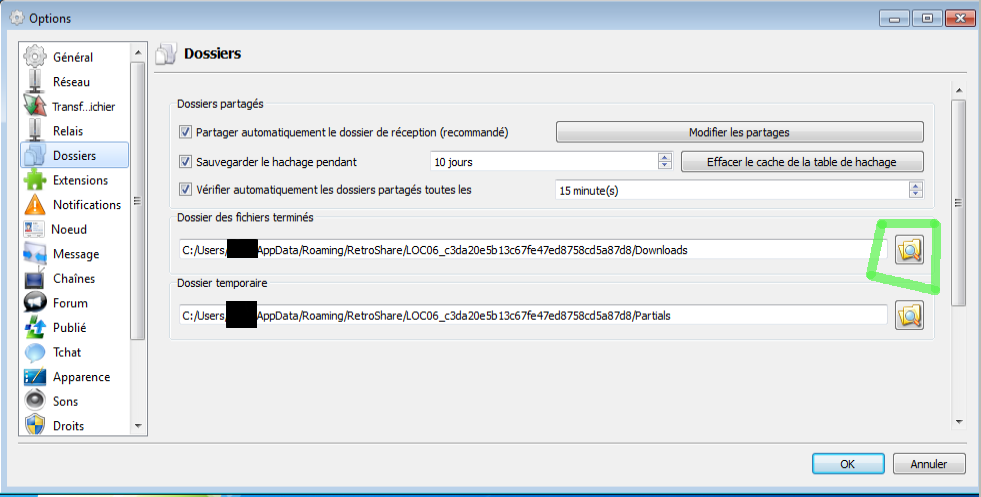 Options
Général
Réseau
Transf...ichier
Relais
Dossiers
Extensions
Notifications
Noeud
Message
Chaînes
Forum
Publié
Tchat
Apparence
Sons
Droits
Dossiers
Dossiers partagés
Partager automatiquement le dossier de réception (recommandé) Modifier les partages
Sauvegarder le hachage pendant 10 jours Effacer le cache de la table de hachage
Vérifier automatiquement les dossiers partagés toutes les 15 minute(s)
Dossier des fichiers terminés
C:/Users/ AppData/Roaming/RetroShare/LOC06_c3da20e5b13c67fe47ed8758cd5a87d8/Downloads
Dossier temporaire
C:/Users/ AppData/Roaming/RetroShare/LOC06_c3da20e5b13c67fe47ed8758cd5a87d8/Partials
OK Annuler